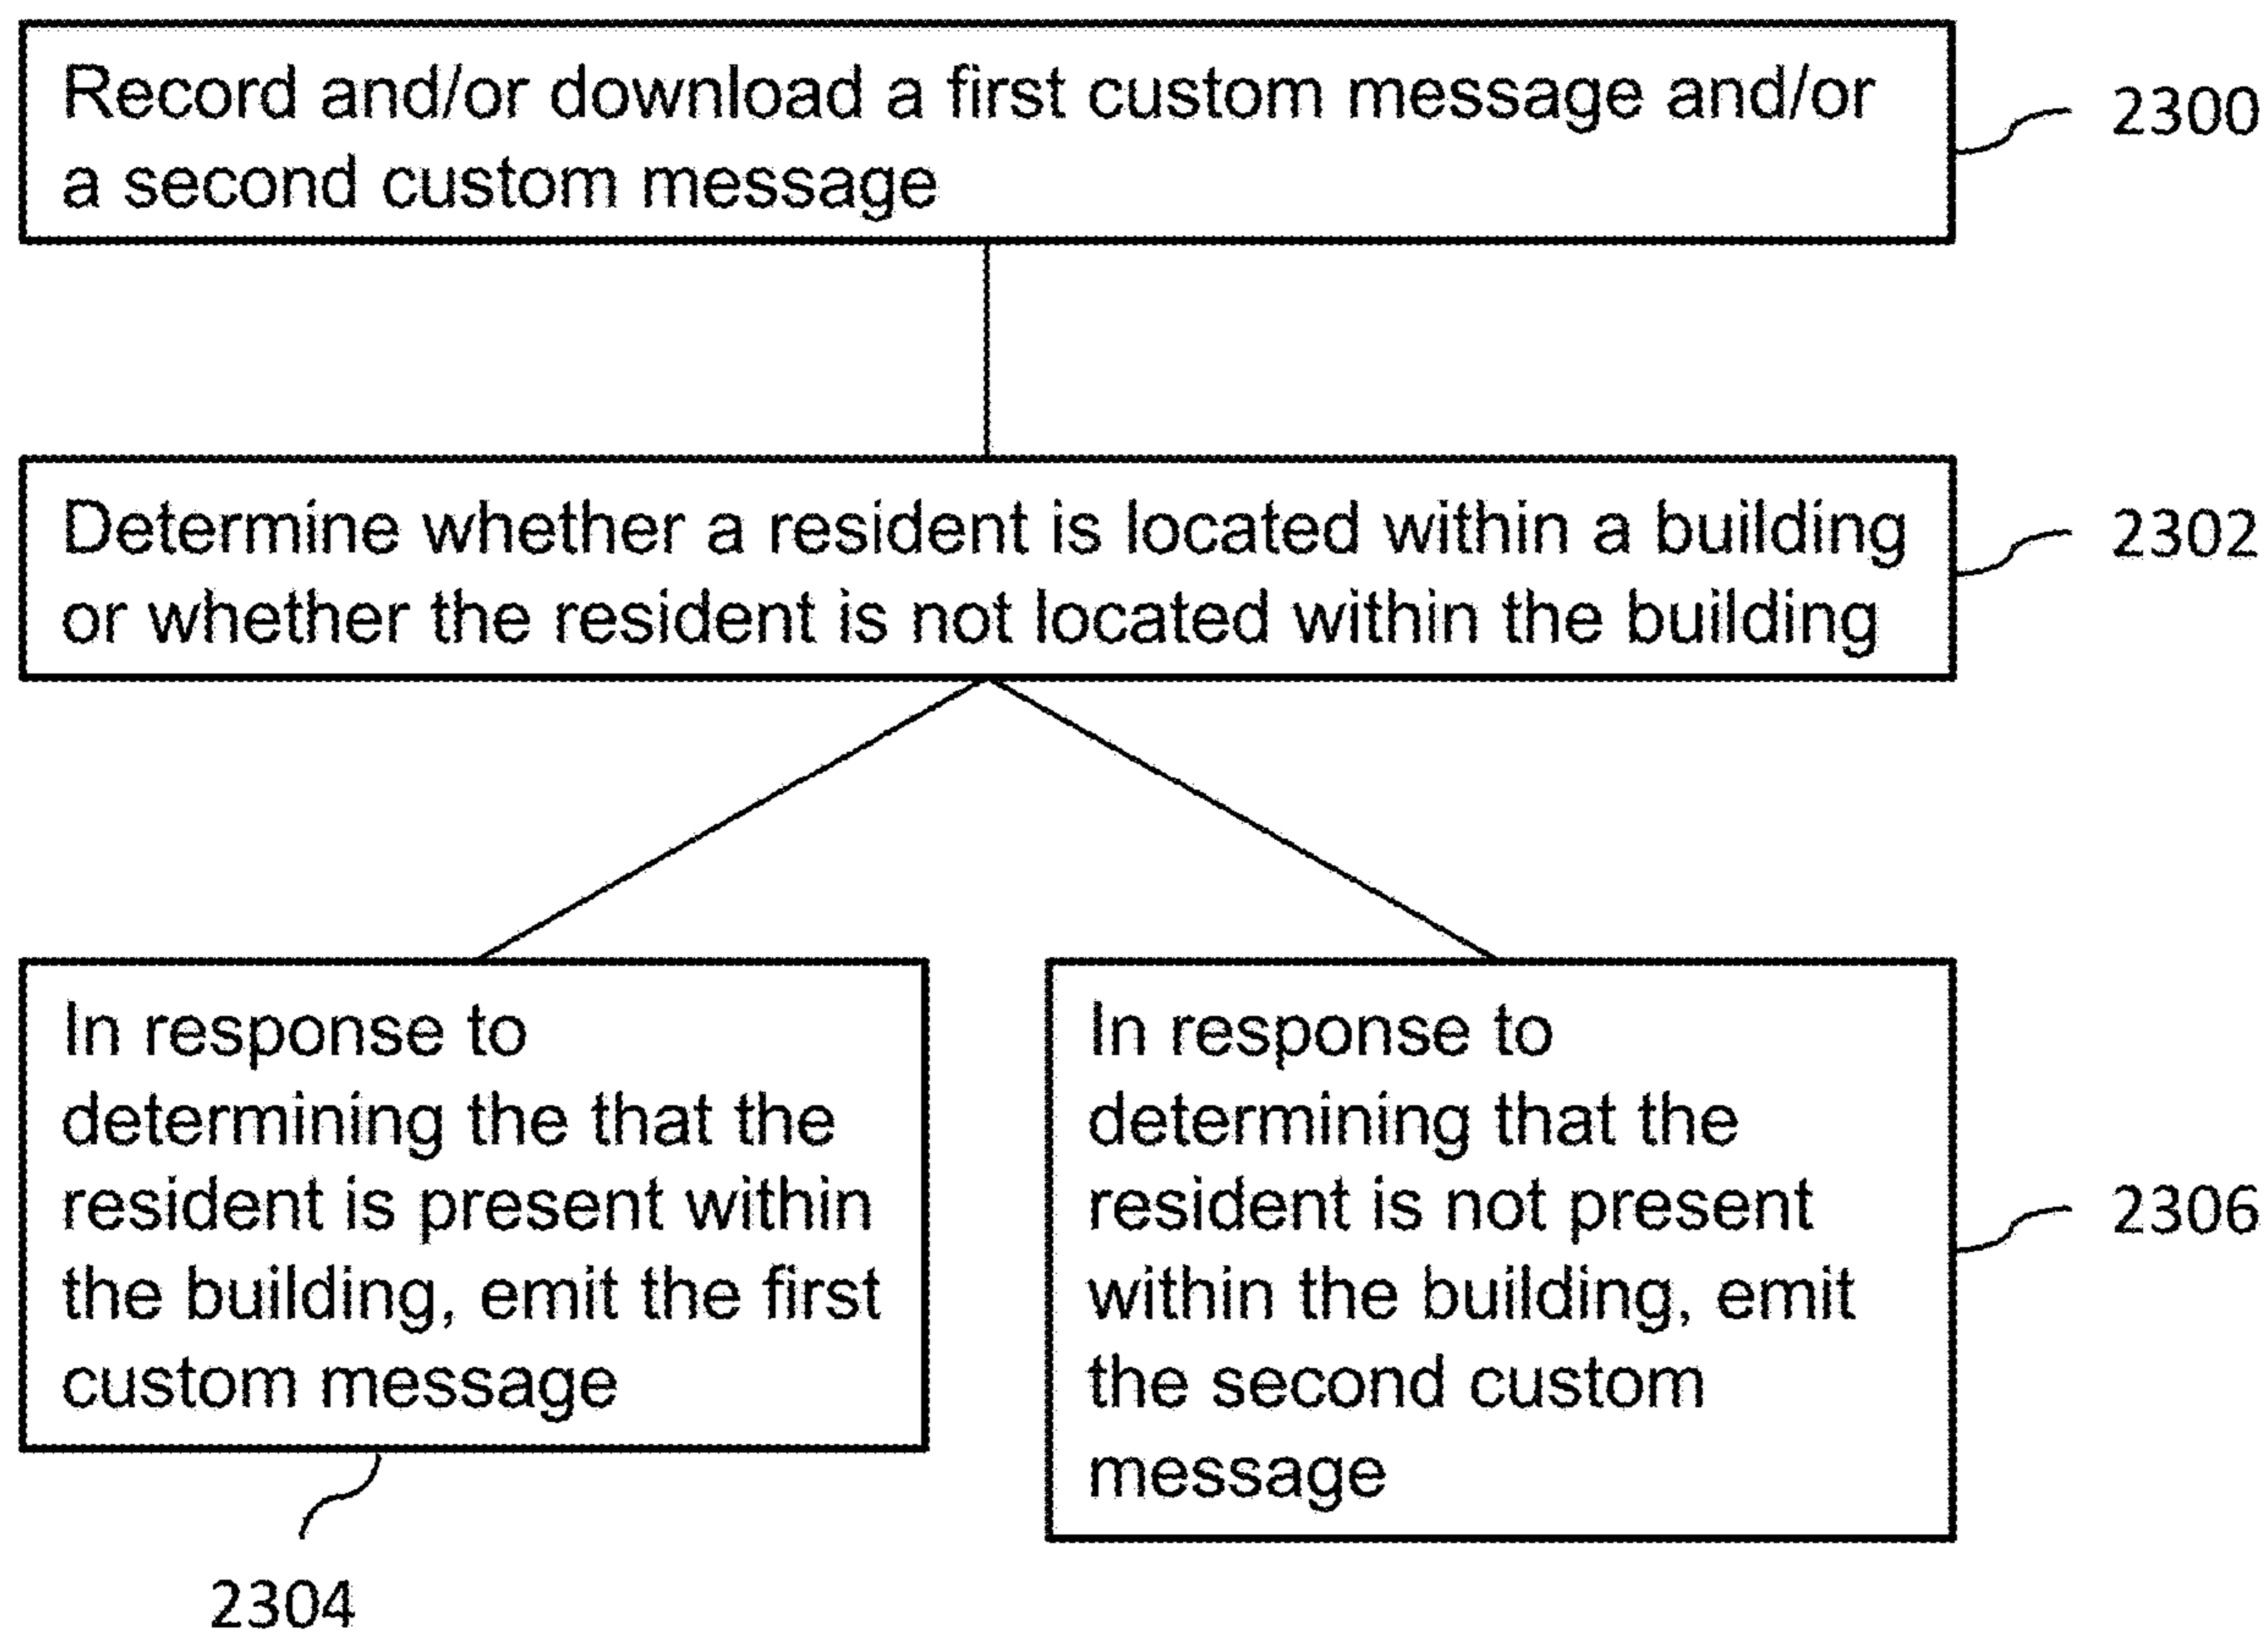 Record and/or download a first custom message and/or
a second custom message
2300
Determine whether a resident is located within a building
or whether the resident is not located within the building
2302
In response to
determining the that the
resident is present within
the building, emit the first
custom message
2304
In response to
determining that the
resident is not present
within the building, emit
the second custom
message
2306